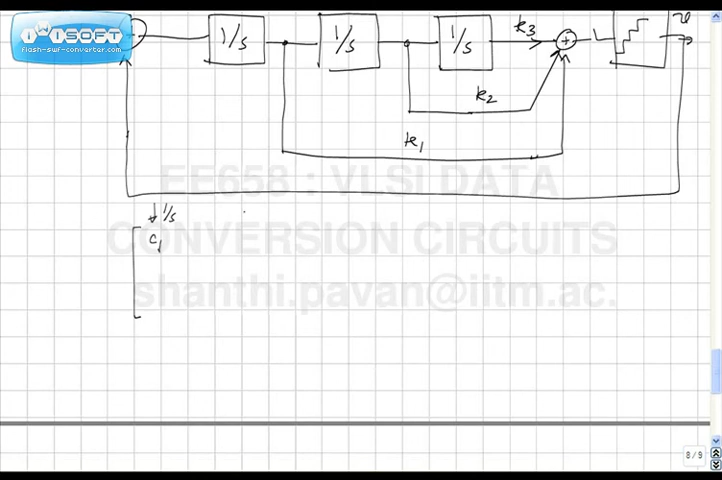 iWiSOFT
flash-swf-converter.com
1/s 1/s 1/s k3 + v
k2
k1
EE658 : VLSI DATA
CONVERSION CIRCUITS
shanthi.pavan@iitm.ac.
1/s
c1
8 / 9